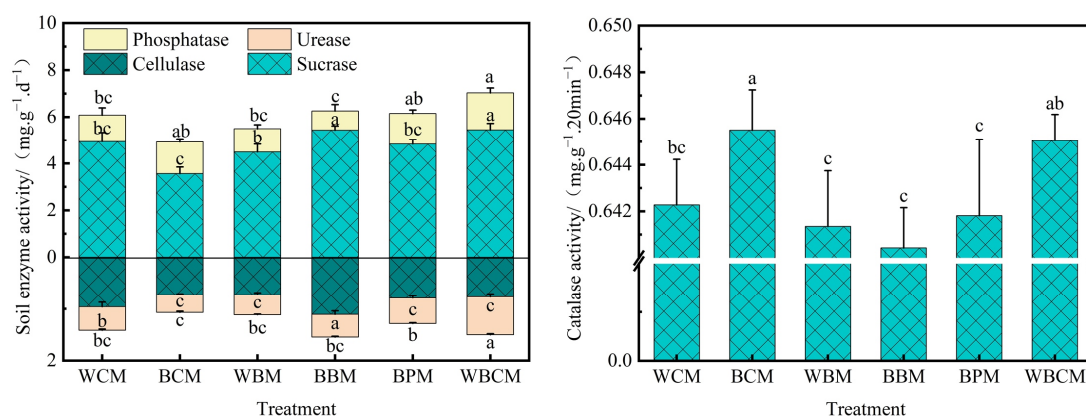 10
8
6
4
2
0
2
Soil enzyme activity/（mg.g⁻¹.d⁻¹）
Phosphatase
Urease
Cellulase
Sucrase
bc
bc
ab
c
bc
b
c
a
ab
bc
a
a
b
bc
c
c
c
bc
a
bc
c
b
c
a
WCM
BCM
WBM
BBM
BPM
WBCM
Treatment
0.650
0.648
0.646
0.644
0.642
0.0
Catalase activity/（mg.g⁻¹.20min⁻¹）
bc
a
c
c
c
ab
WCM
BCM
WBM
BBM
BPM
WBCM
Treatment